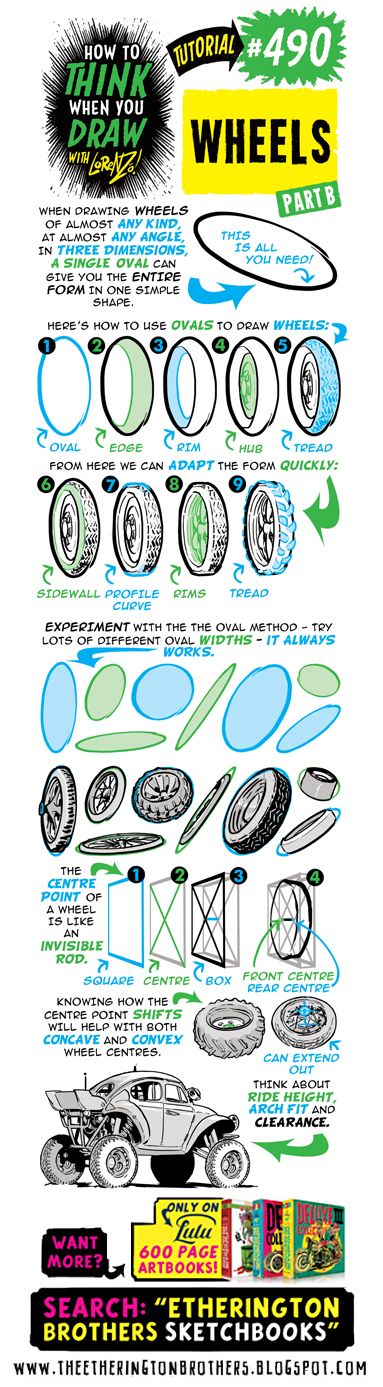 HOW TO
THINK
WHEN YOU
DRAW
WITH LORENZO!
TUTORIAL
#490
WHEELS
PART B
WHEN DRAWING WHEELS
OF ALMOST ANY KIND,
AT ALMOST ANY ANGLE,
IN THREE DIMENSIONS,
A SINGLE OVAL CAN
GIVE YOU THE ENTIRE
FORM IN ONE SIMPLE
SHAPE.
THIS
IS ALL
YOU NEED!
HERE'S HOW TO USE OVALS TO DRAW WHEELS:
1 2 3 4 5
OVAL EDGE RIM HUB TREAD
FROM HERE WE CAN ADAPT THE FORM QUICKLY:
6 7 8 9
SIDEWALL PROFILE CURVE RIMS TREAD
EXPERIMENT WITH THE THE OVAL METHOD - TRY
LOTS OF DIFFERENT OVAL WIDTHS - IT ALWAYS
WORKS.
THE
CENTRE
POINT OF
A WHEEL
IS LIKE
AN
INVISIBLE
ROD.
1 2 3 4
SQUARE CENTRE BOX
FRONT CENTRE
REAR CENTRE
KNOWING HOW THE
CENTRE POINT SHIFTS
WILL HELP WITH BOTH
CONCAVE AND CONVEX
WHEEL CENTRES.
CAN EXTEND
OUT
THINK ABOUT
RIDE HEIGHT,
ARCH FIT AND
CLEARANCE.
WANT
MORE?
ONLY ON
Lulu
600 PAGE
ARTBOOKS!
DELUXE
III
SEARCH: "ETHERINGTON
BROTHERS SKETCHBOOKS"
WWW.THEETHERINGTONBROTHERS.BLOGSPOT.COM